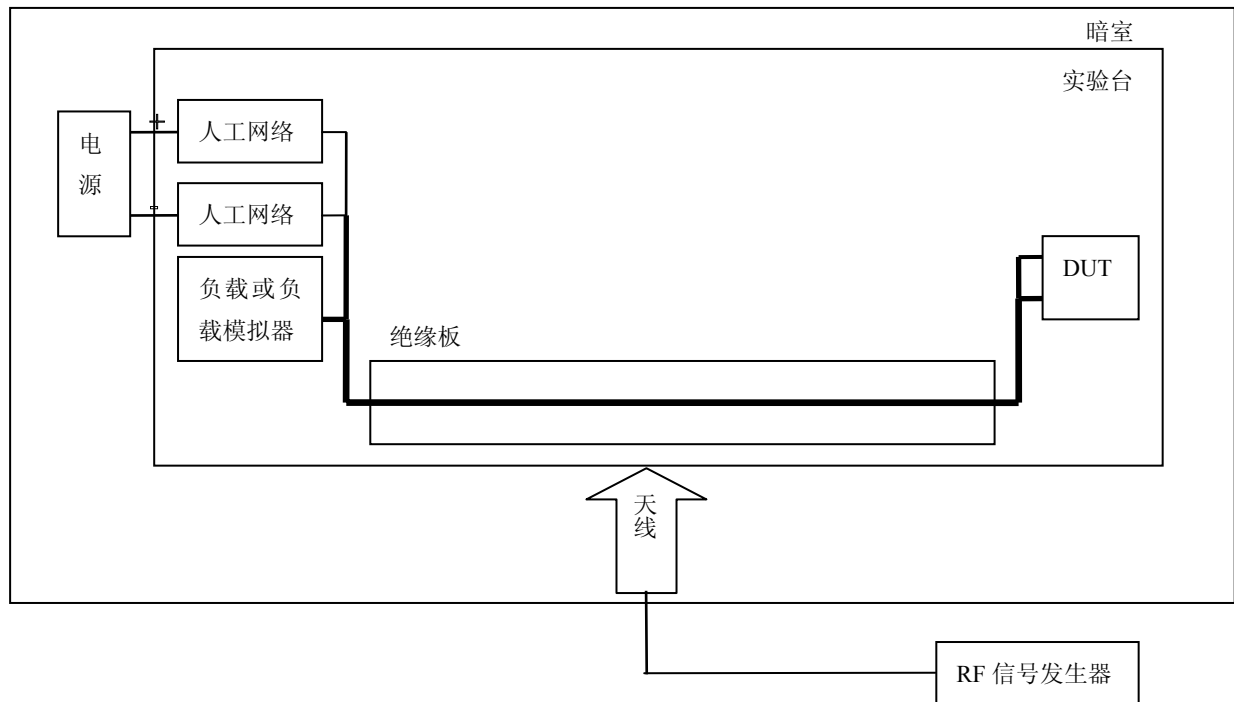 暗室
实验台
电
源
+
-
人工网络
人工网络
负载或负
载模拟器
绝缘板
DUT
天
线
RF 信号发生器